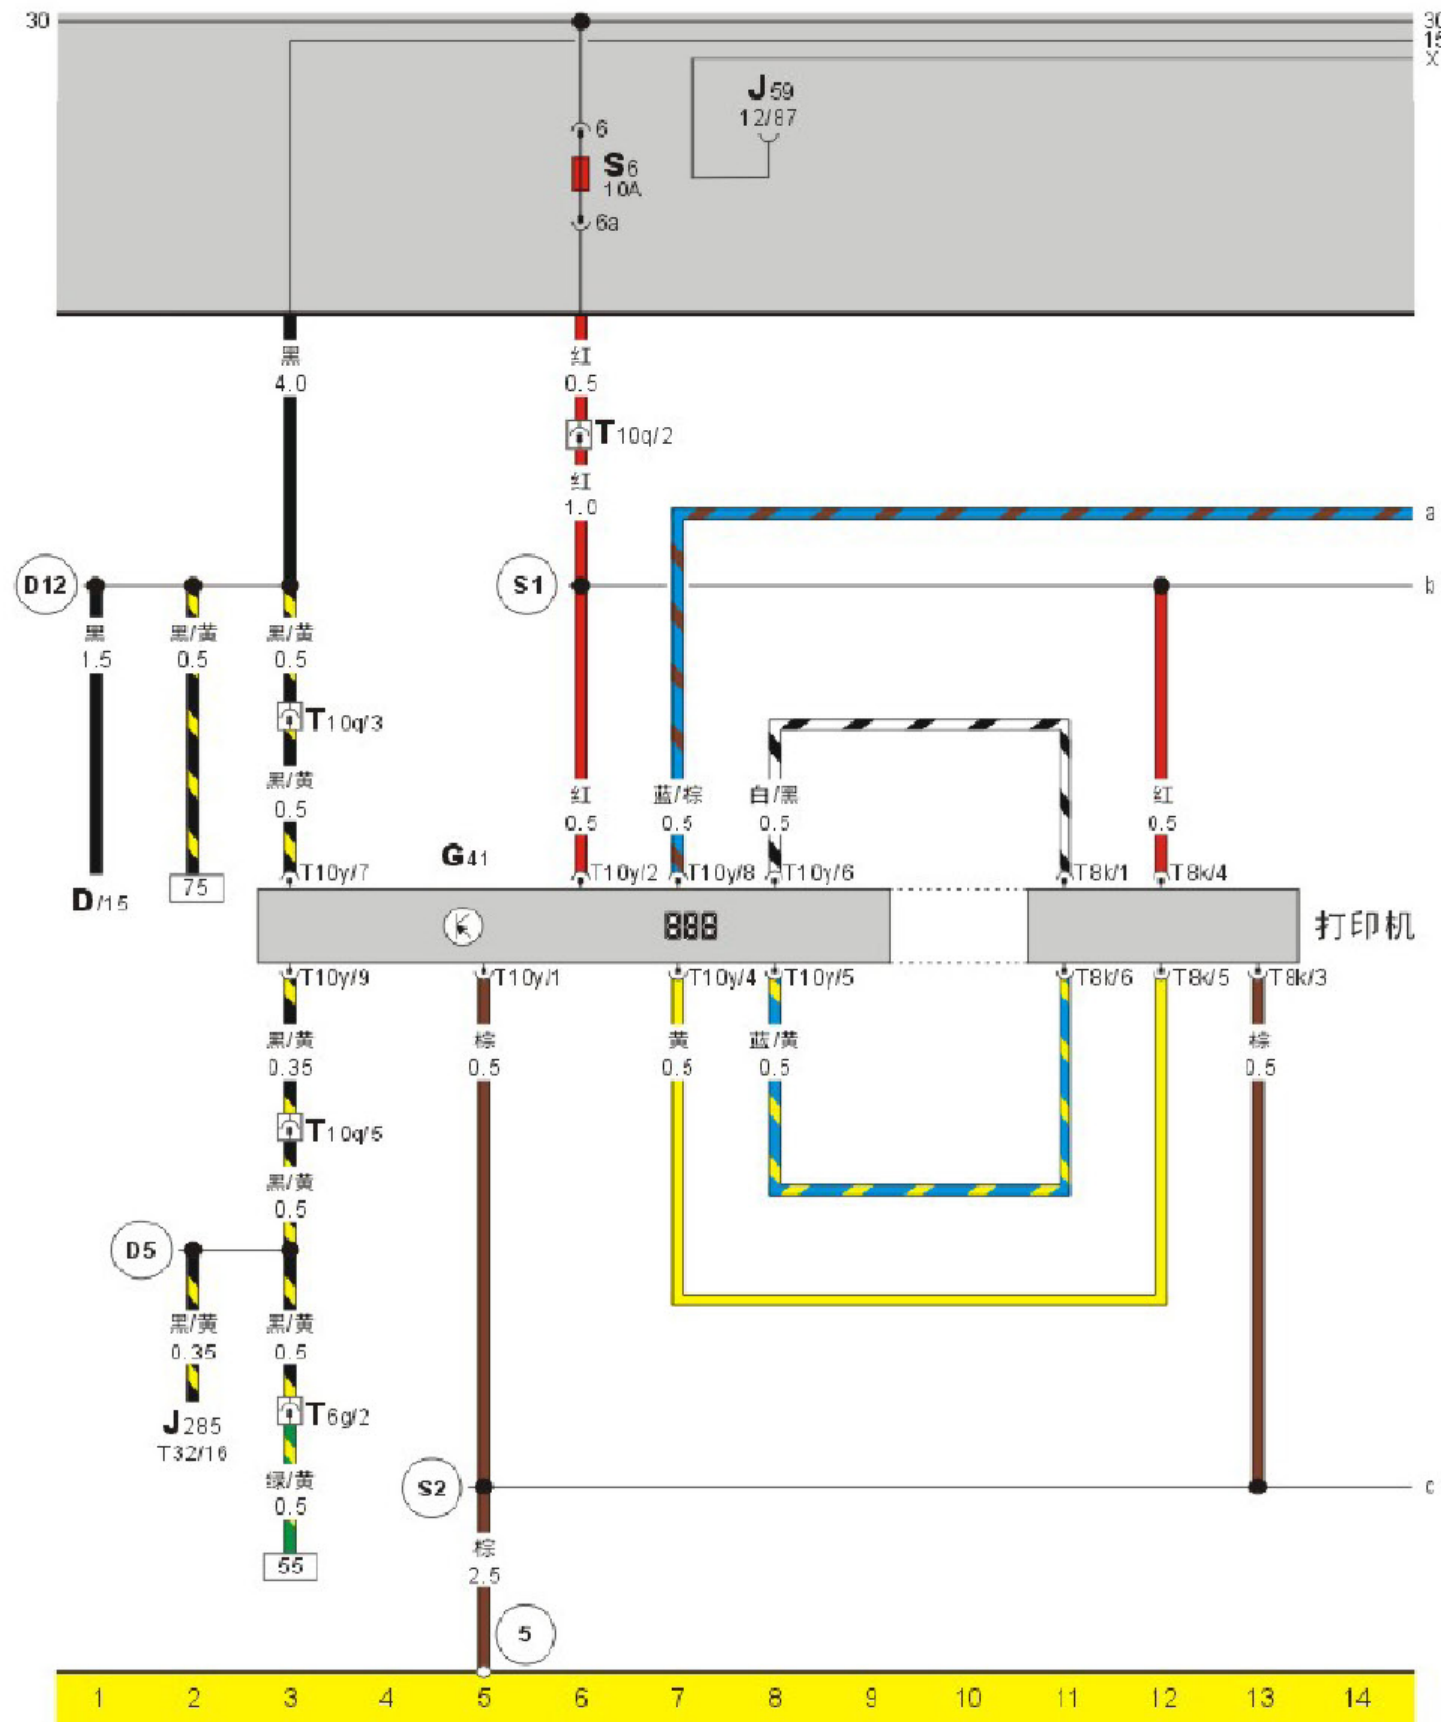 30
30
15
X
J59
12/87
6
S6
10A
6a
黑
4.0
红
0.5
T10q/2
红
1.0
a
D12
S1
b
黑
1.5
黑/黄
0.5
黑/黄
0.5
T10q/3
黑/黄
0.5
红
0.5
蓝/棕
0.5
白/黑
0.5
红
0.5
G41
T10y/7
T10y/2
T10y/8
T10y/6
T8k/1
T8k/4
D/15
75
888
打印机
T10y/9
T10y/1
T10y/4
T10y/5
T8k/6
T8k/5
T8k/3
黑/黄
0.35
棕
0.5
黄
0.5
蓝/黄
0.5
棕
0.5
T10q/5
黑/黄
0.5
D5
黑/黄
0.35
黑/黄
0.5
J285
T32/16
T6g/2
绿/黄
0.5
S2
c
55
棕
2.5
5
1 2 3 4 5 6 7 8 9 10 11 12 13 14